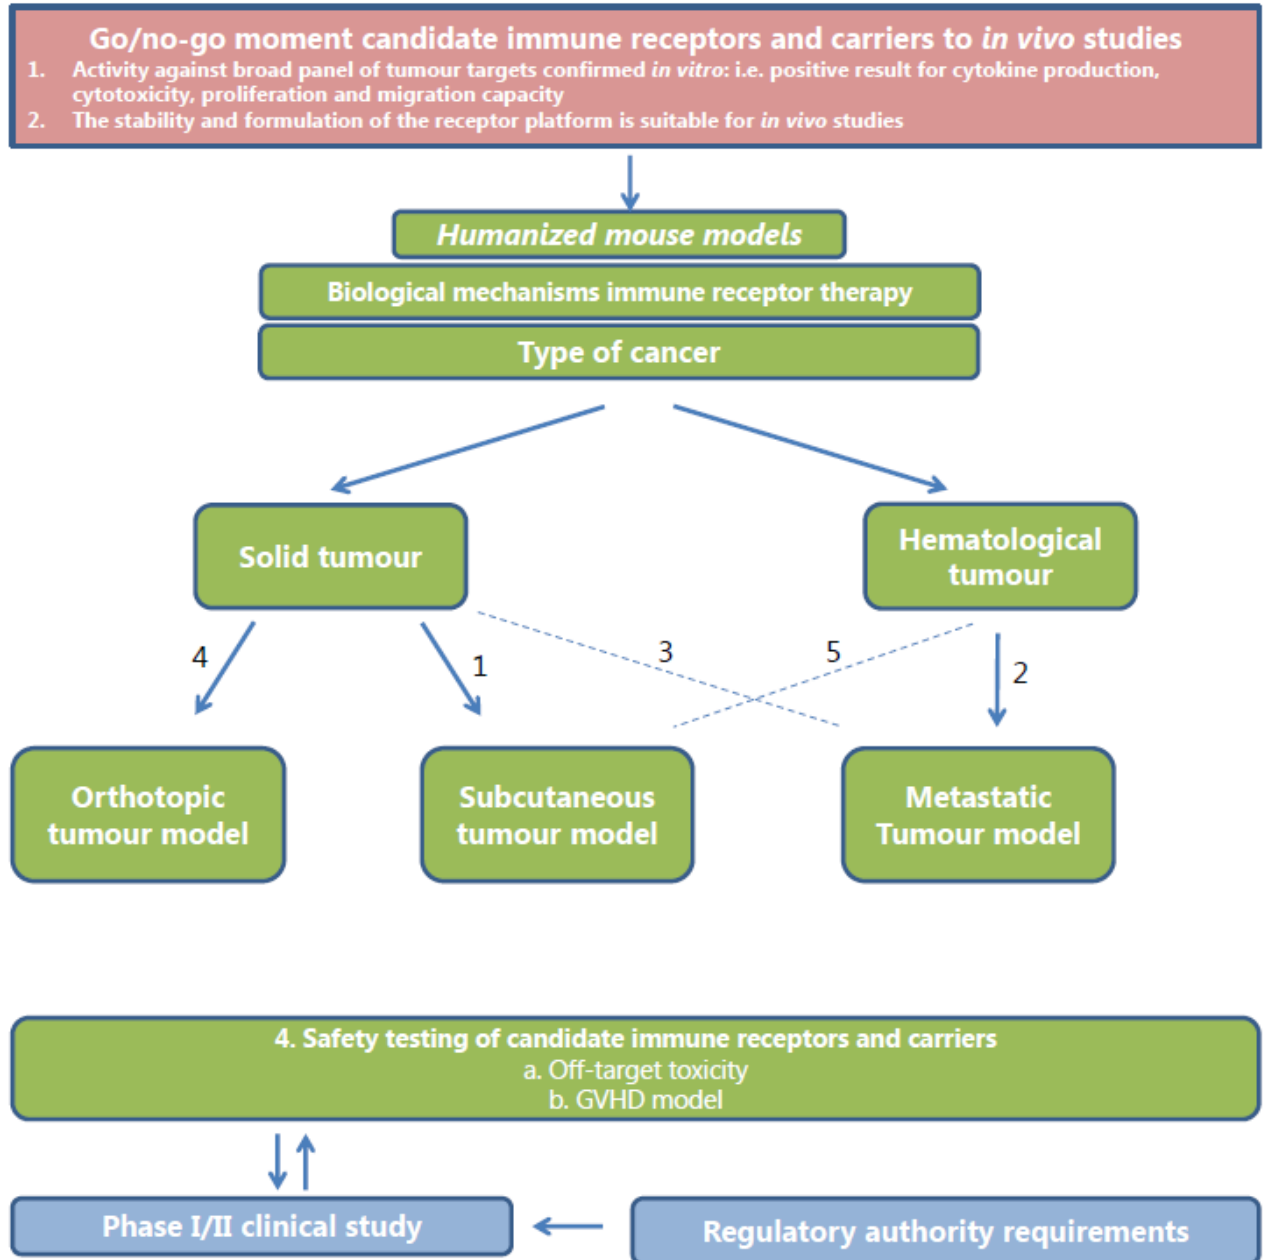 Go/no-go moment candidate immune receptors and carriers to in vivo studies
1. Activity against broad panel of tumour targets confirmed in vitro: i.e. positive result for cytokine production,
cytotoxicity, proliferation and migration capacity
2. The stability and formulation of the receptor platform is suitable for in vivo studies
Humanized mouse models
Biological mechanisms immune receptor therapy
Type of cancer
Solid tumour
Hematological
tumour
4
1
3
5
2
Orthotopic
tumour model
Subcutaneous
tumour model
Metastatic
Tumour model
4. Safety testing of candidate immune receptors and carriers
a. Off-target toxicity
b. GVHD model
Phase I/II clinical study
Regulatory authority requirements